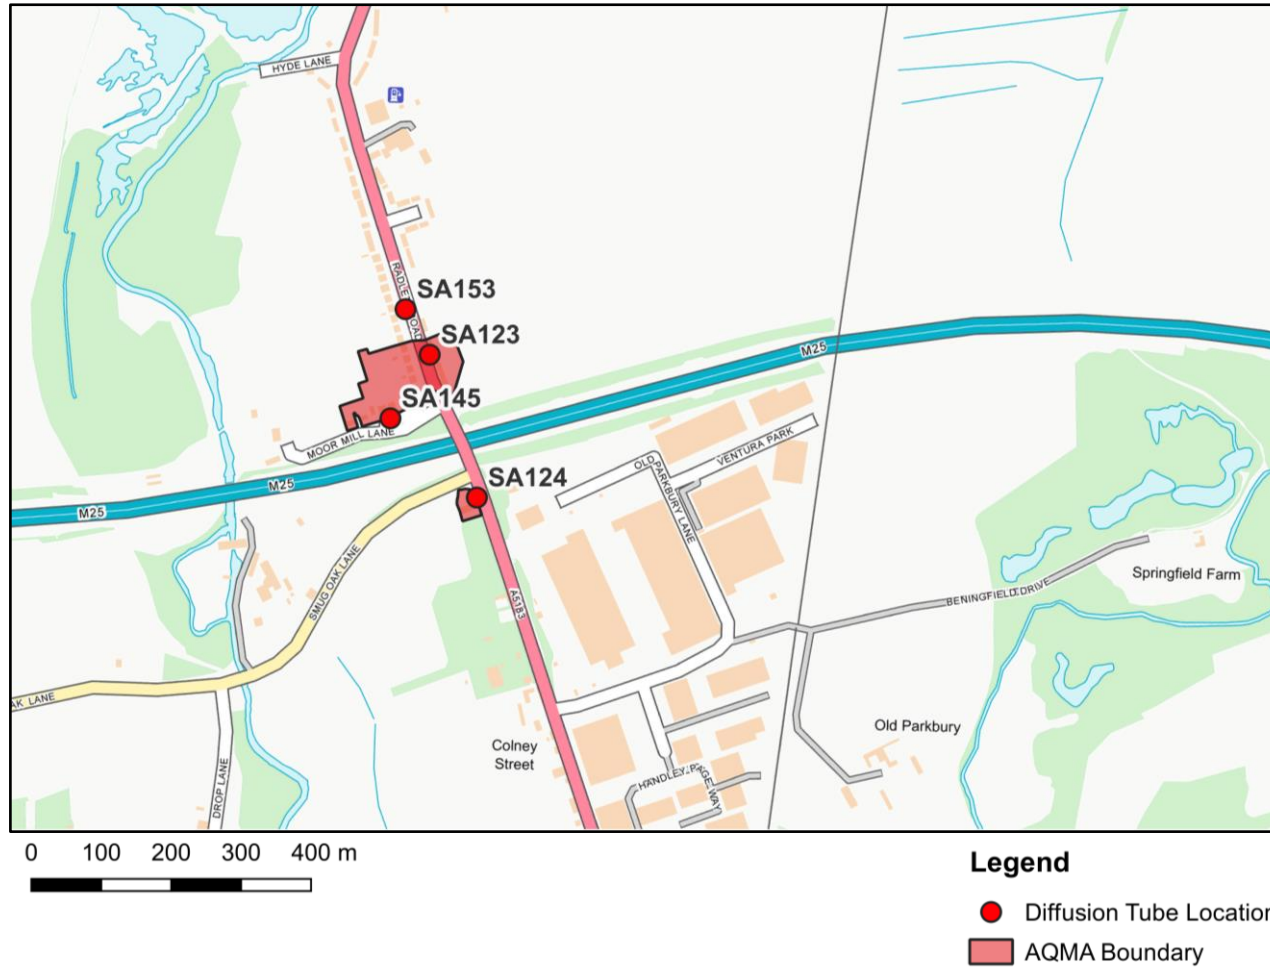 HYDE LANE
SA153
RADLET
OAD
SA123
M25
SA145
MOOR MILL LANE
VENTURA PARK
OLD PARKBURY LANE
SA124
M25
M25
SMUG OAK LANE
Springfield Farm
BENINGFIELD DRIVE
A5183
AK LANE
Old Parkbury
Colney
Street
DROP LANE
HANDLEY PAGE WAY
0 100 200 300 400 m
Legend
Diffusion Tube Location
AQMA Boundary